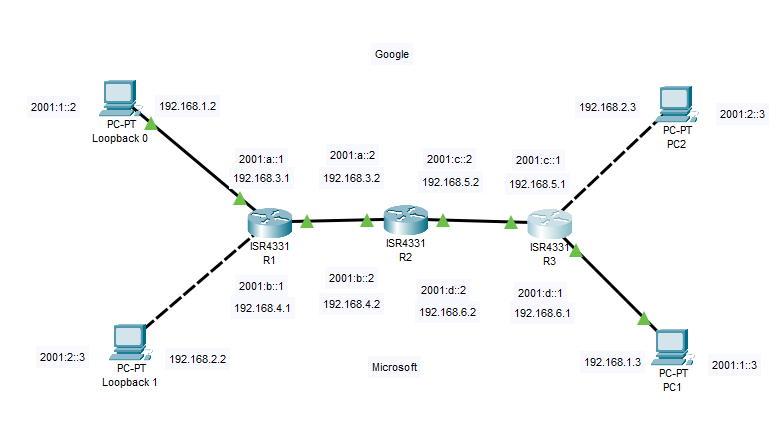 Google
2001:1::2
192.168.1.2
PC-PT
Loopback 0
192.168.2.3
2001:2::3
PC-PT
PC2
2001:a::1
192.168.3.1
2001:a::2
192.168.3.2
2001:c::2
192.168.5.2
2001:c::1
192.168.5.1
ISR4331
R1
ISR4331
R2
ISR4331
R3
2001:b::1
192.168.4.1
2001:b::2
192.168.4.2
2001:d::2
192.168.6.2
2001:d::1
192.168.6.1
2001:2::3
192.168.2.2
PC-PT
Loopback 1
Microsoft
192.168.1.3
2001:1::3
PC-PT
PC1